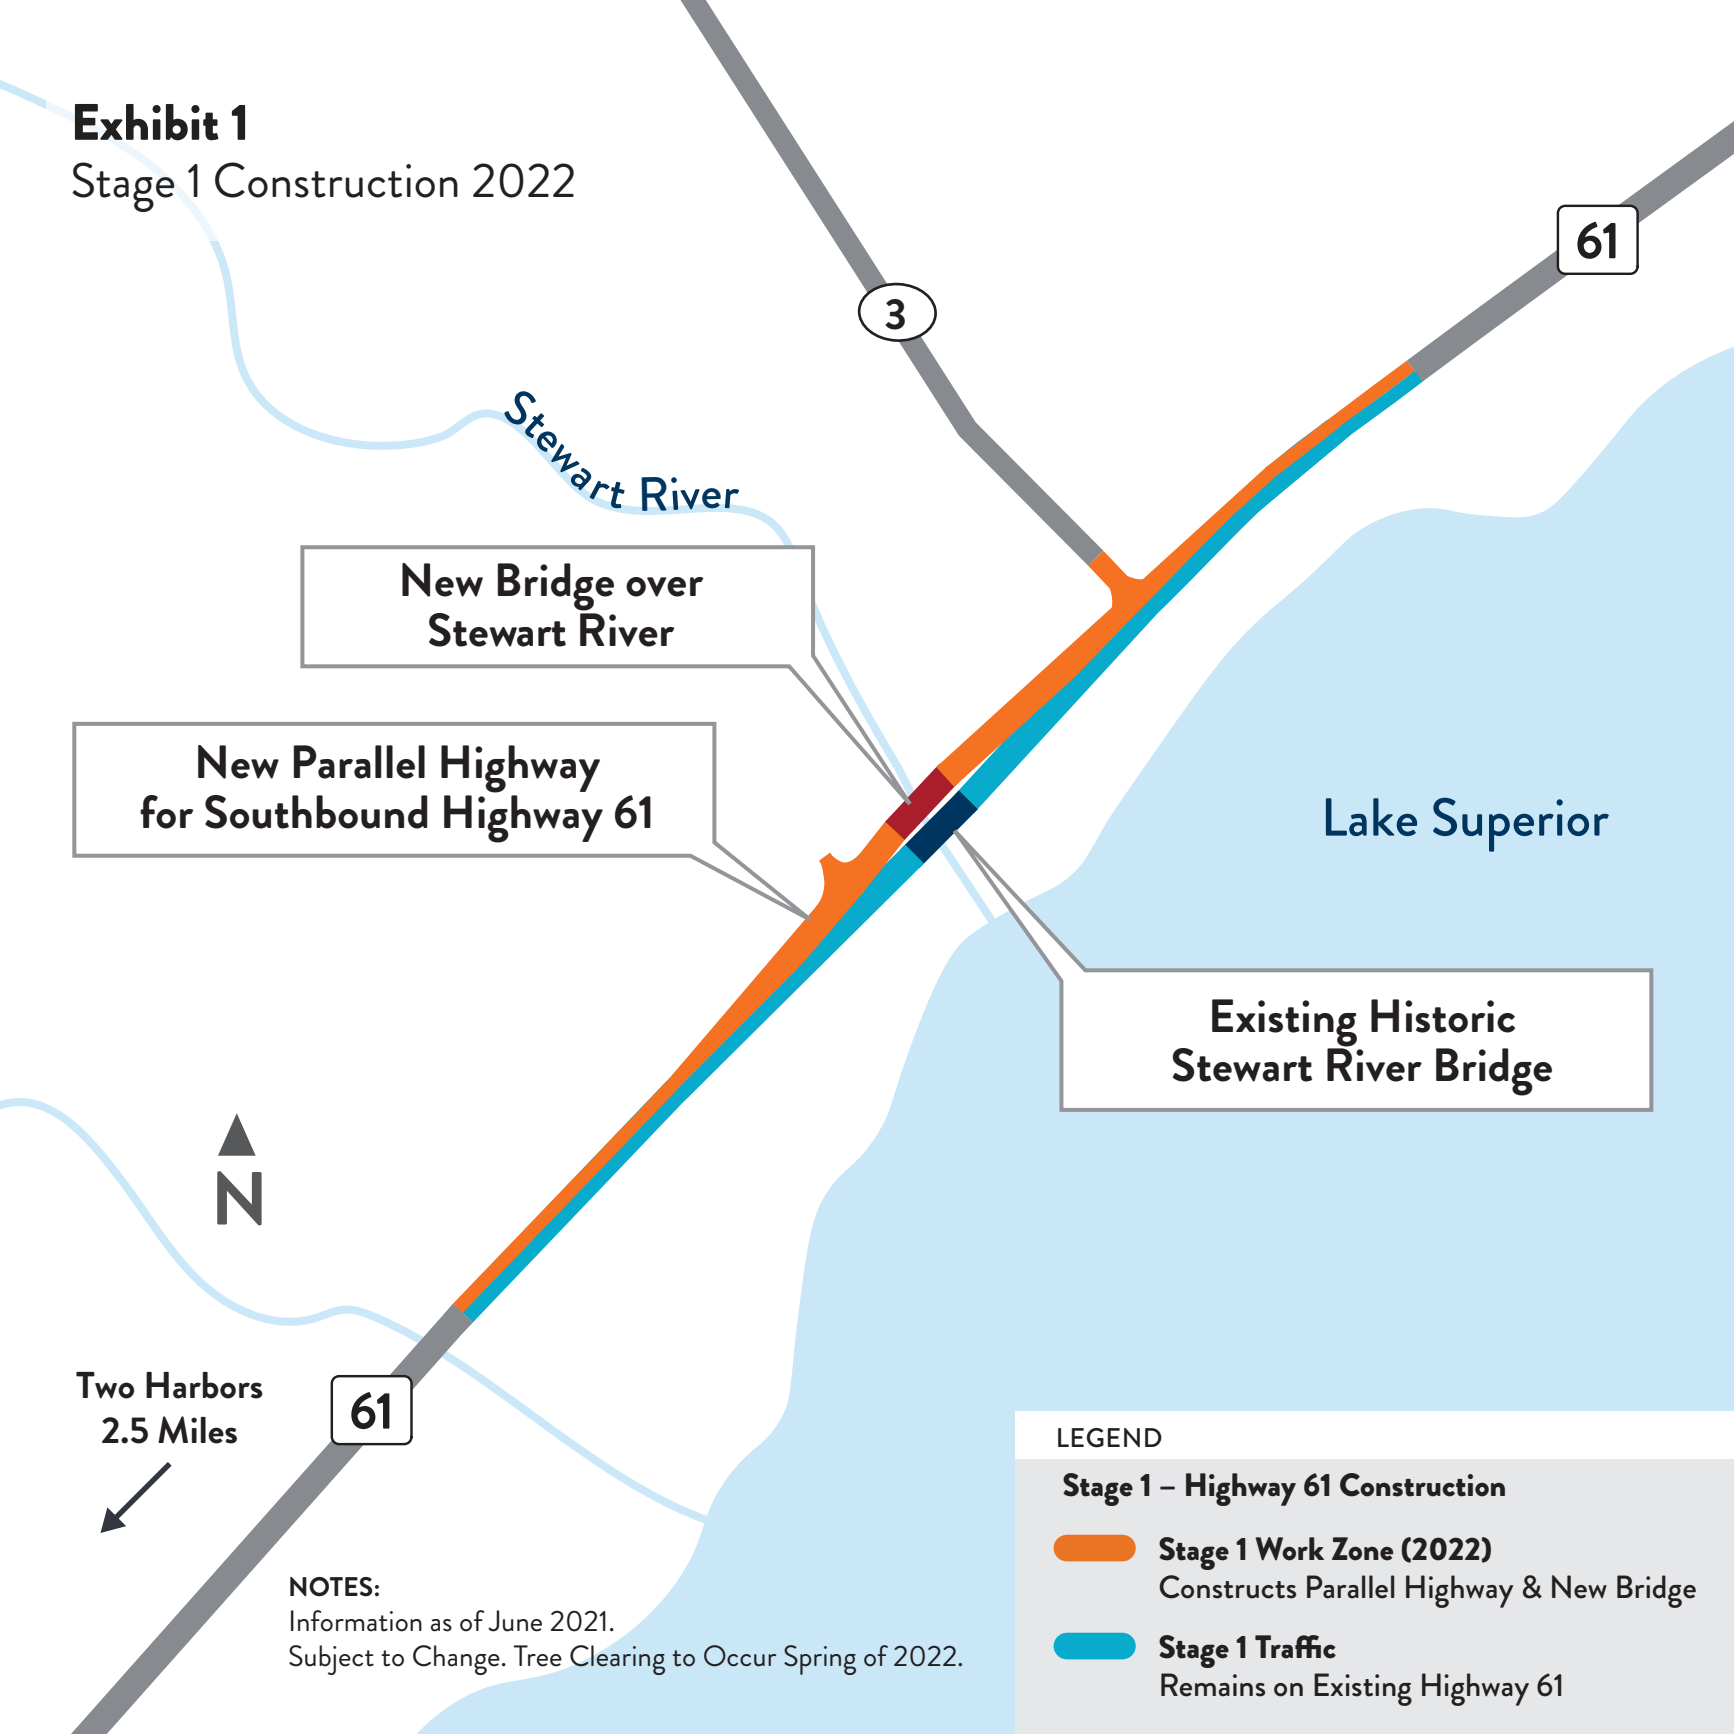 Exhibit 1
Stage 1 Construction 2022
61
3
Stewart River
New Bridge over
Stewart River
New Parallel Highway
for Southbound Highway 61
Lake Superior
Existing Historic
Stewart River Bridge
N
Two Harbors
2.5 Miles
61
NOTES:
Information as of June 2021.
Subject to Change. Tree Clearing to Occur Spring of 2022.
LEGEND
Stage 1 – Highway 61 Construction
Stage 1 Work Zone (2022)
Constructs Parallel Highway & New Bridge
Stage 1 Traffic
Remains on Existing Highway 61